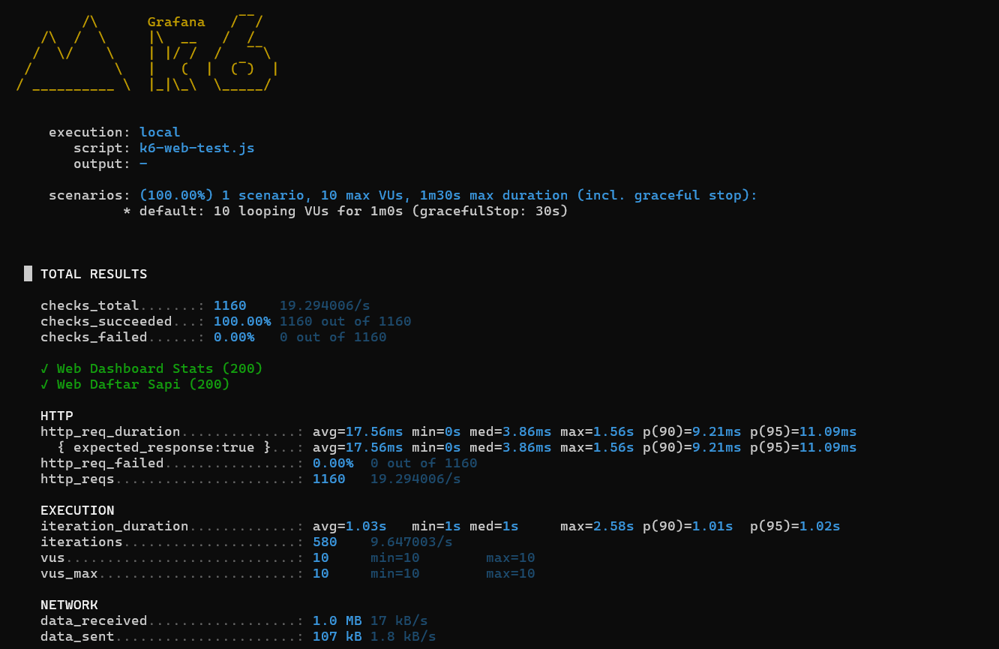 /\      Grafana   /‾‾/
    /\  /  \     |\  __   /  /
   /  \/    \    | |/ /  /   ‾‾\
  /          \   |   (  |  (‾)  |
 / __________ \  |_|\_\  \_____/

     execution: local
        script: k6-web-test.js
        output: -

     scenarios: (100.00%) 1 scenario, 10 max VUs, 1m30s max duration (incl. graceful stop):
              * default: 10 looping VUs for 1m0s (gracefulStop: 30s)

  █ TOTAL RESULTS

    checks_total.......: 1160    19.294006/s
    checks_succeeded...: 100.00% 1160 out of 1160
    checks_failed......: 0.00%   0 out of 1160

    ✓ Web Dashboard Stats (200)
    ✓ Web Daftar Sapi (200)

    HTTP
    http_req_duration..............: avg=17.56ms min=0s med=3.86ms max=1.56s p(90)=9.21ms p(95)=11.09ms
      { expected_response:true }...: avg=17.56ms min=0s med=3.86ms max=1.56s p(90)=9.21ms p(95)=11.09ms
    http_req_failed................: 0.00%  0 out of 1160
    http_reqs......................: 1160   19.294006/s

    EXECUTION
    iteration_duration.............: avg=1.03s   min=1s med=1s     max=2.58s p(90)=1.01s  p(95)=1.02s
    iterations.....................: 580    9.647003/s
    vus............................: 10     min=10        max=10
    vus_max........................: 10     min=10        max=10

    NETWORK
    data_received..................: 1.0 MB 17 kB/s
    data_sent......................: 107 kB 1.8 kB/s